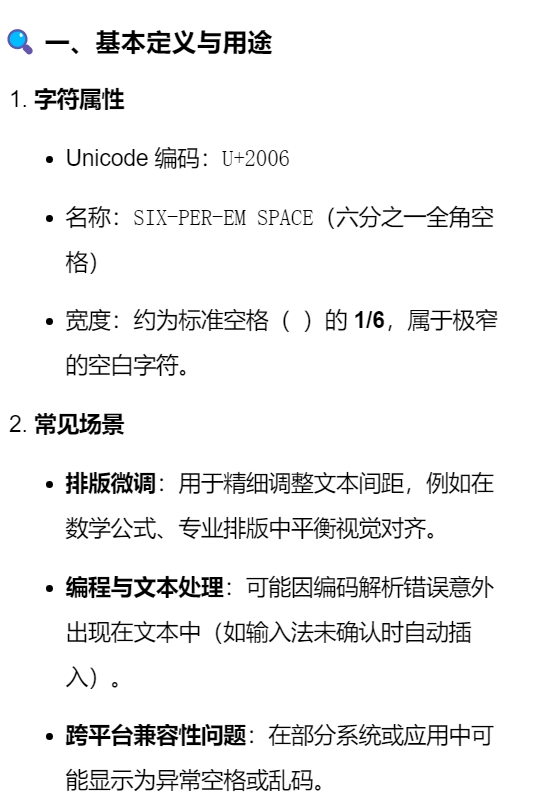 🔍 一、基本定义与用途
1. 字符属性
• Unicode 编码：U+2006
• 名称：SIX-PER-EM SPACE（六分之一全角空
格）
• 宽度：约为标准空格（ ）的 1/6，属于极窄
的空白字符。
2. 常见场景
• 排版微调：用于精细调整文本间距，例如在
数学公式、专业排版中平衡视觉对齐。
• 编程与文本处理：可能因编码解析错误意外
出现在文本中（如输入法未确认时自动插
入）。
• 跨平台兼容性问题：在部分系统或应用中可
能显示为异常空格或乱码。